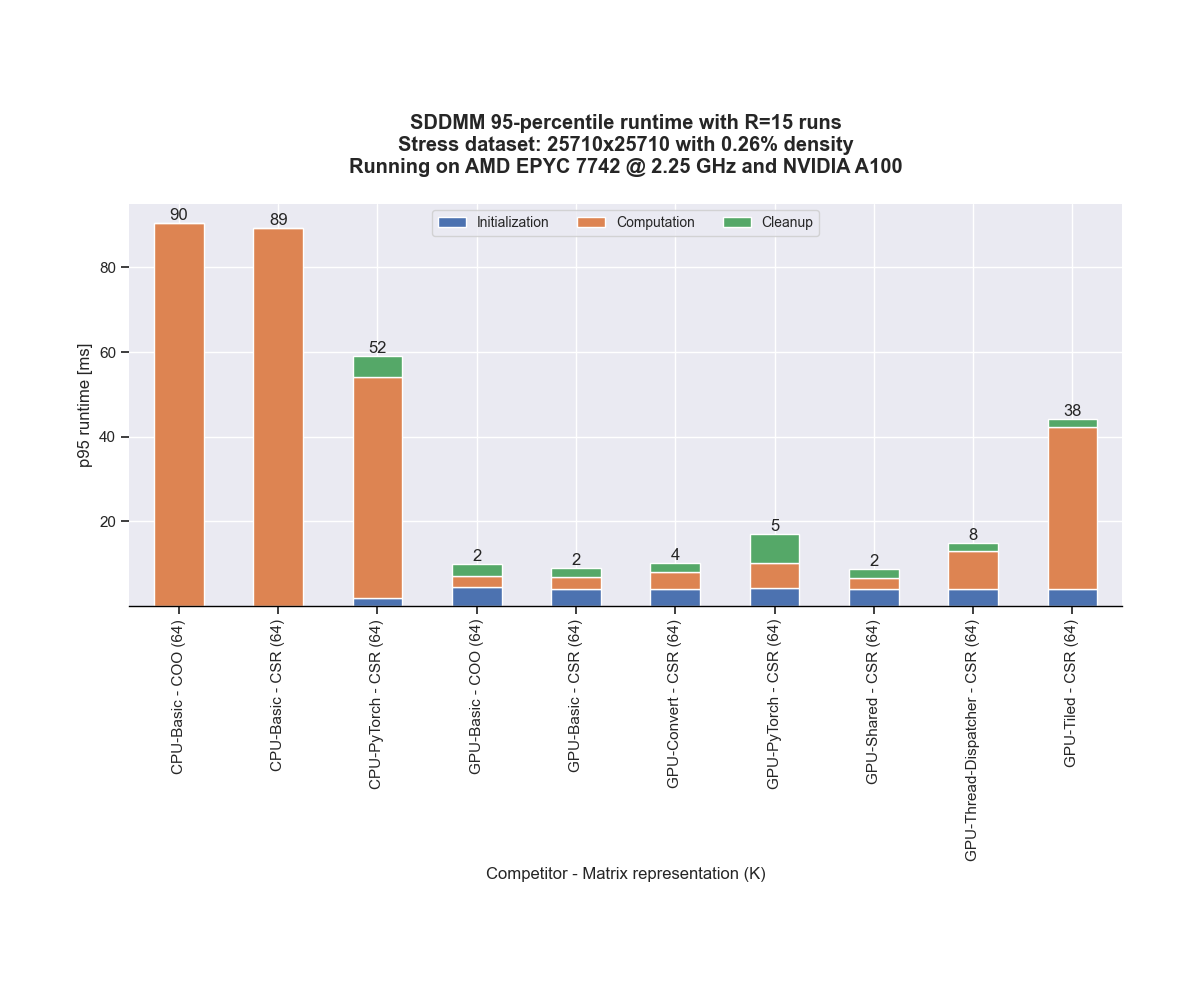 SDDMM 95-percentile runtime with R=15 runs
Stress dataset: 25710x25710 with 0.26% density
Running on AMD EPYC 7742 @ 2.25 GHz and NVIDIA A100
Initialization
Computation
Cleanup
90
89
52
2
2
4
5
2
8
38
80
60
40
20
p95 runtime [ms]
CPU-Basic - COO (64)
CPU-Basic - CSR (64)
CPU-PyTorch - CSR (64)
GPU-Basic - COO (64)
GPU-Basic - CSR (64)
GPU-Convert - CSR (64)
GPU-PyTorch - CSR (64)
GPU-Shared - CSR (64)
GPU-Thread-Dispatcher - CSR (64)
GPU-Tiled - CSR (64)
Competitor - Matrix representation (K)